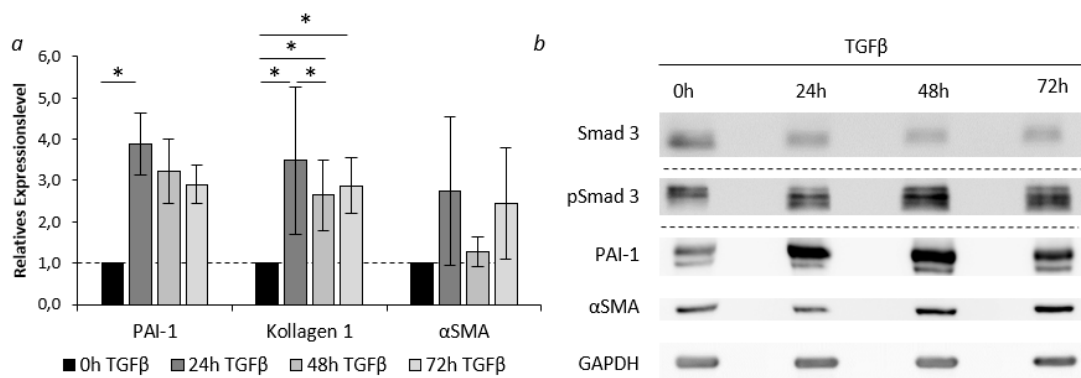 a
*
*
*
*
*
6,0
5,0
4,0
3,0
2,0
1,0
0,0
Relatives Expressionslevel
PAI-1 Kollagen 1 αSMA
0h TGFβ 24h TGFβ 48h TGFβ 72h TGFβ
b
TGFβ
0h 24h 48h 72h
Smad 3
pSmad 3
PAI-1
αSMA
GAPDH